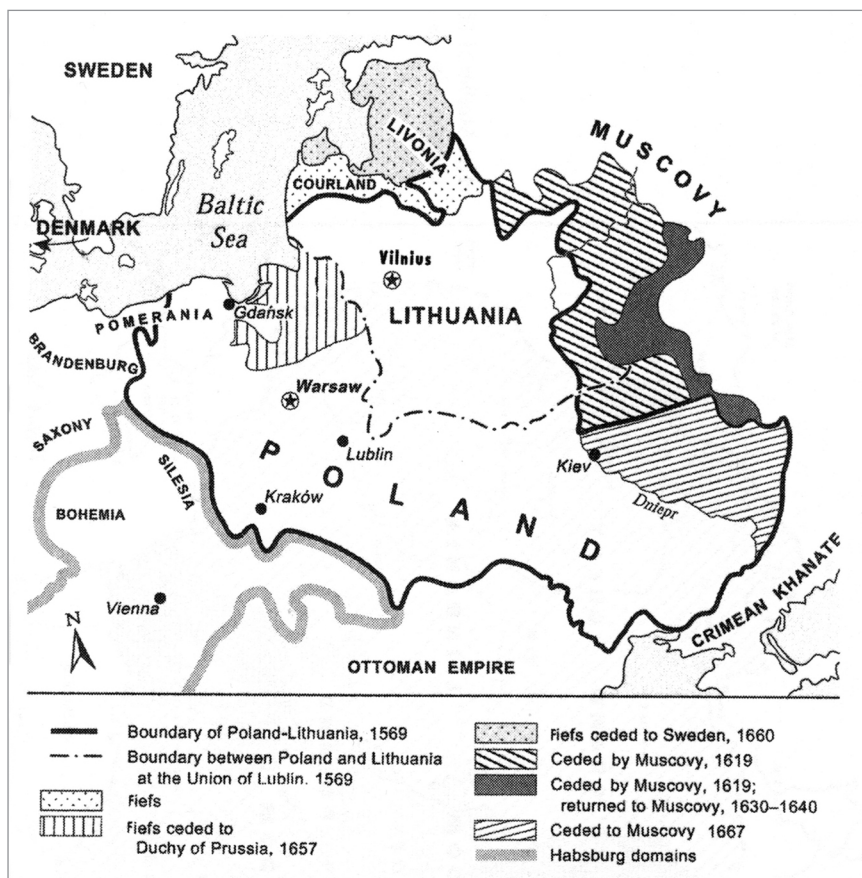 SWEDEN
LIVONIA
MUSCOVY
COURLAND
Baltic
Sea
DENMARK
Vilnius
Gdańsk
POMERANIA
LITHUANIA
BRANDENBURG
Warsaw
SAXONY
SILESIA
Lublin
POLAND
Kiev
Kraków
Dniepr
BOHEMIA
Vienna
CRIMEAN KHANATE
N
OTTOMAN EMPIRE
Boundary of Poland-Lithuania, 1569
Boundary between Poland and Lithuania
at the Union of Lublin. 1569
Fiefs
Fiefs ceded to
Duchy of Prussia, 1657
Fiefs ceded to Sweden, 1660
Ceded by Muscovy, 1619
Ceded by Muscovy, 1619;
returned to Muscovy, 1630–1640
Ceded to Muscovy 1667
Habsburg domains